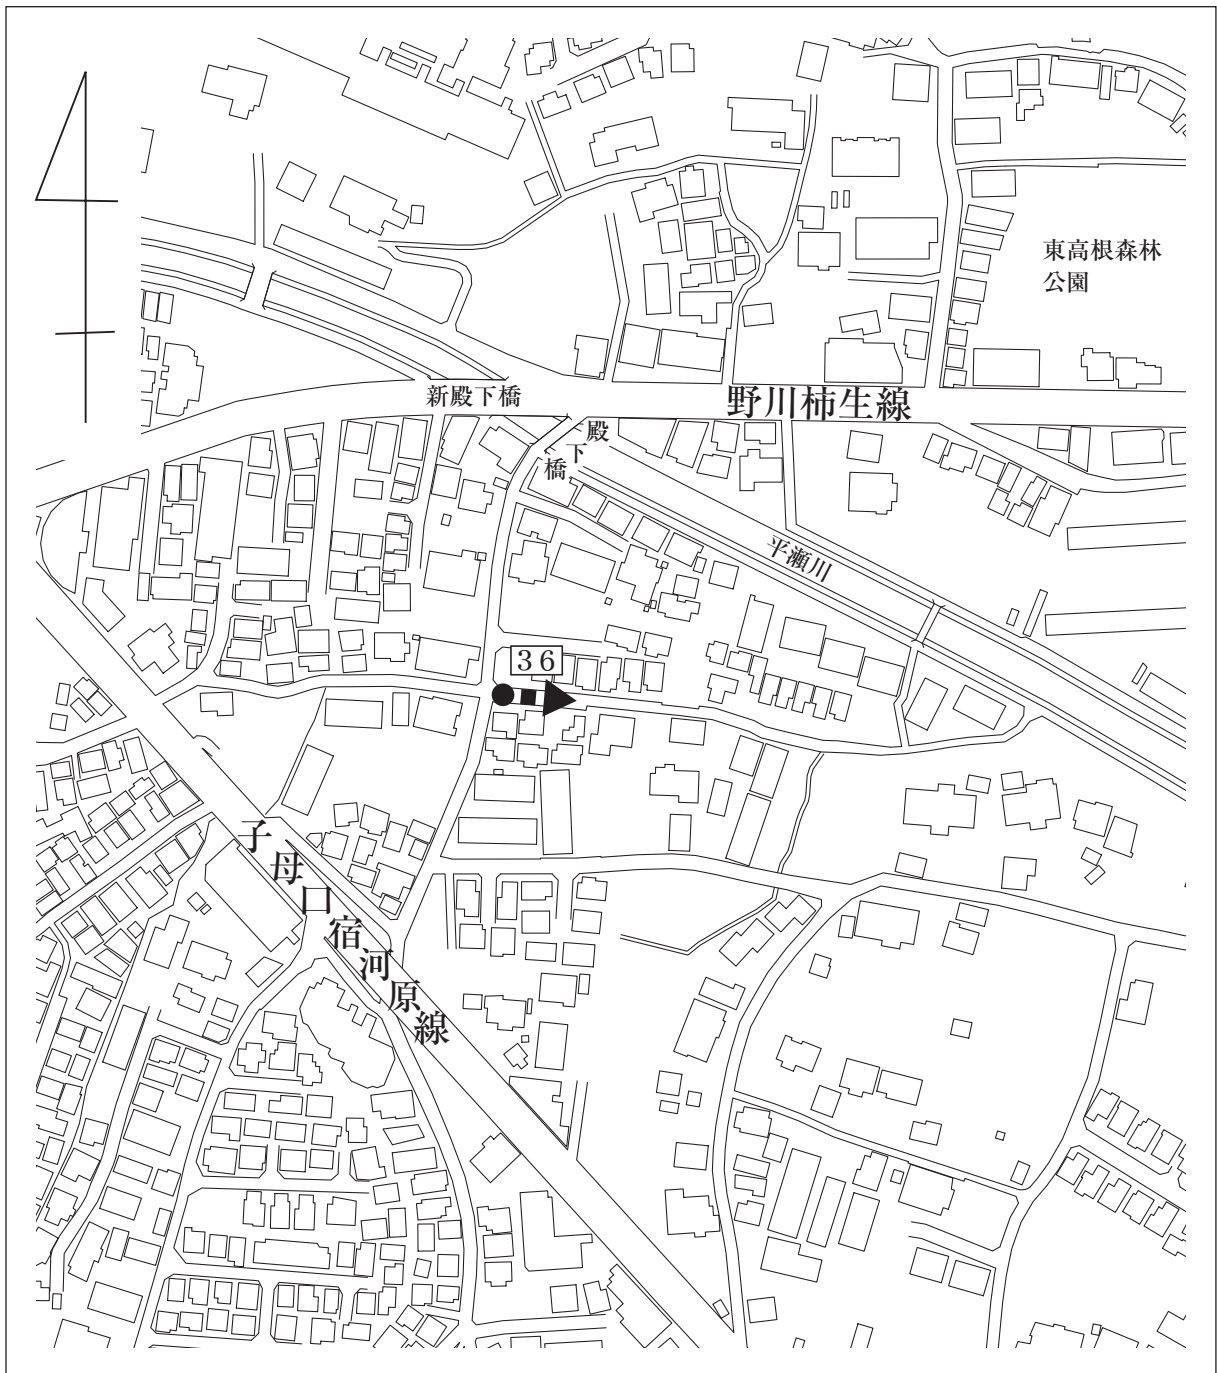 東高根森林
公園
新殿下橋
野川柿生線
殿下橋
平瀬川
３６
子母口宿河原線